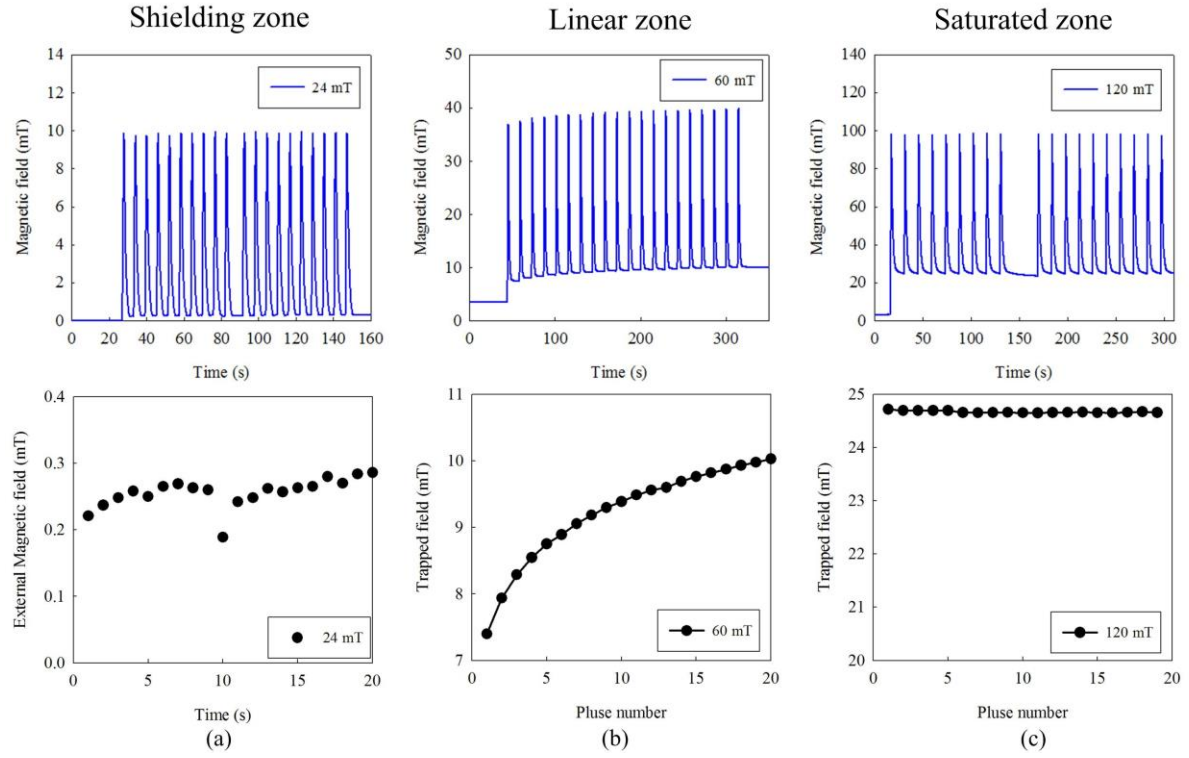 Shielding zone
Linear zone
Saturated zone
14
12
10
8
6
4
2
0
Magnetic field (mT)
24 mT
0 20 40 60 80 100 120 140 160
Time (s)
50
40
30
20
10
0
Magnetic field (mT)
60 mT
0 100 200 300
Time (s)
140
120
100
80
60
40
20
0
Magnetic field (mT)
120 mT
0 50 100 150 200 250 300
Time (s)
0.4
0.3
0.2
0.1
0.0
External Magnetic field (mT)
24 mT
0 5 10 15 20
Time (s)
(a)
11
10
9
8
7
Trapped field (mT)
60 mT
0 5 10 15 20
Pluse number
(b)
25
24
23
22
21
20
Trapped field (mT)
120 mT
0 5 10 15 20
Pluse number
(c)